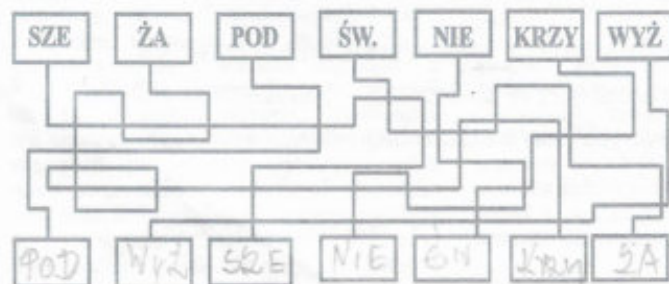 SZE ŻA POD ŚW. NIE KRZY WYŻ
POD WYŻ SZE NIE ŚW KRZY ŻA